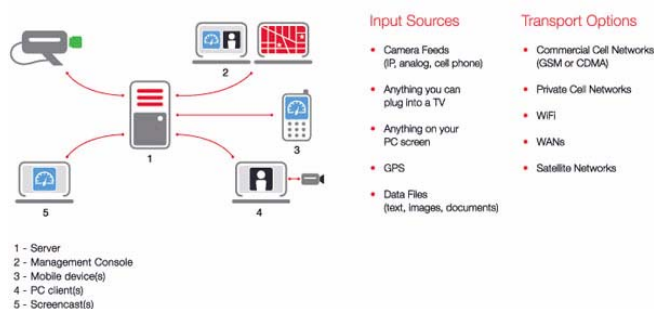 2
1
3
5
4
1 - Server
2 - Management Console
3 - Mobile device(s)
4 - PC client(s)
5 - Screencast(s)
Input Sources
• Camera Feeds
(IP, analog, cell phone)
• Anything you can
plug into a TV
• Anything on your
PC screen
• GPS
• Data Files
(text, images, documents)
Transport Options
• Commercial Cell Networks
(GSM or CDMA)
• Private Cell Networks
• WiFi
• WANs
• Satellite Networks